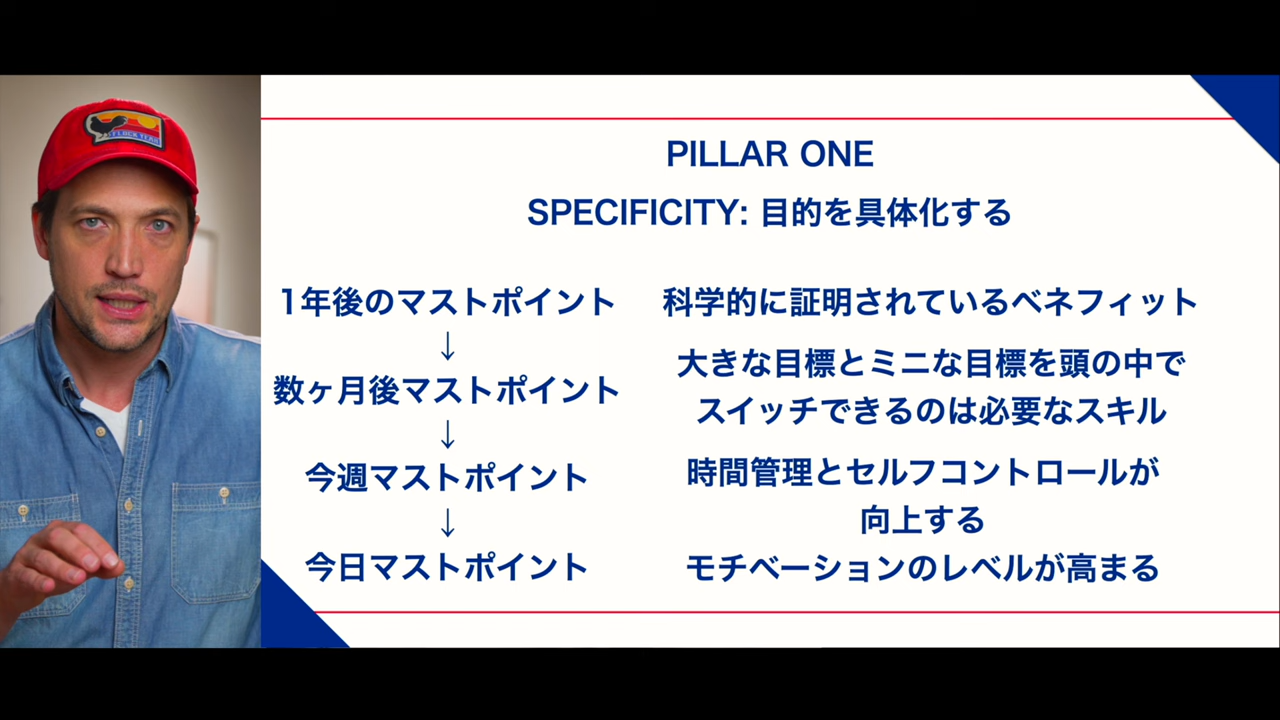 PILLAR ONE
SPECIFICITY: 目的を具体化する
1年後のマストポイント
↓
数ヶ月後マストポイント
↓
今週マストポイント
↓
今日マストポイント
科学的に証明されているベネフィット
大きな目標とミニな目標を頭の中で
スイッチできるのは必要なスキル
時間管理とセルフコントロールが
向上する
モチベーションのレベルが高まる